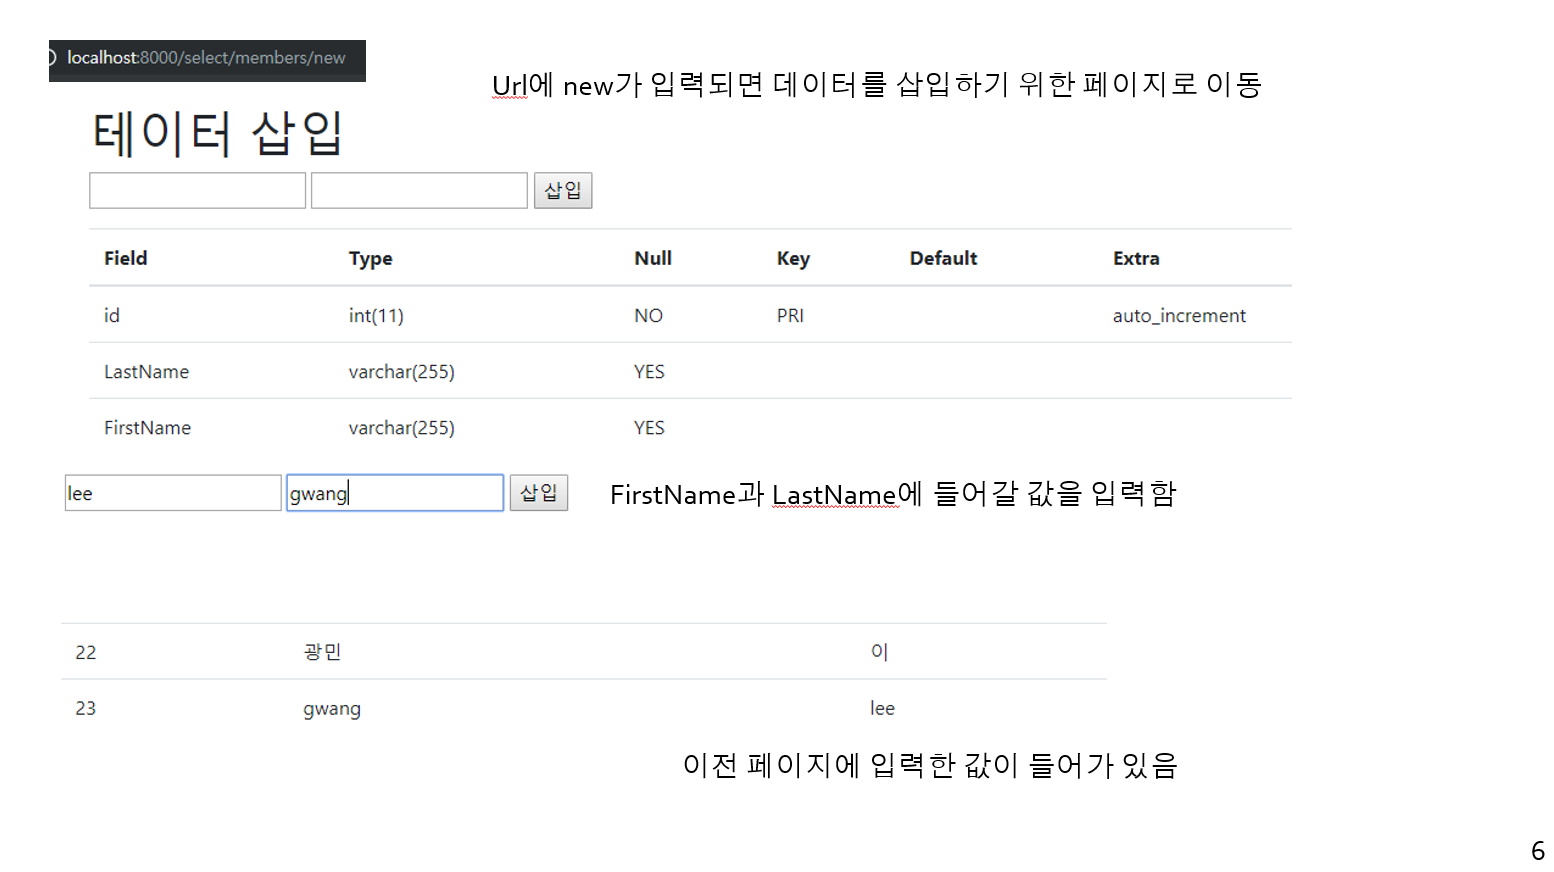 localhost:8000/select/members/new
Url에 new가 입력되면 데이터를 삽입하기 위한 페이지로 이동
테이터 삽입
삽입
Field Type Null Key Default Extra
id int(11) NO PRI auto_increment
LastName varchar(255) YES
FirstName varchar(255) YES
lee gwang 삽입 FirstName과 LastName에 들어갈 값을 입력함
22 광민 이
23 gwang lee
이전 페이지에 입력한 값이 들어가 있음
6